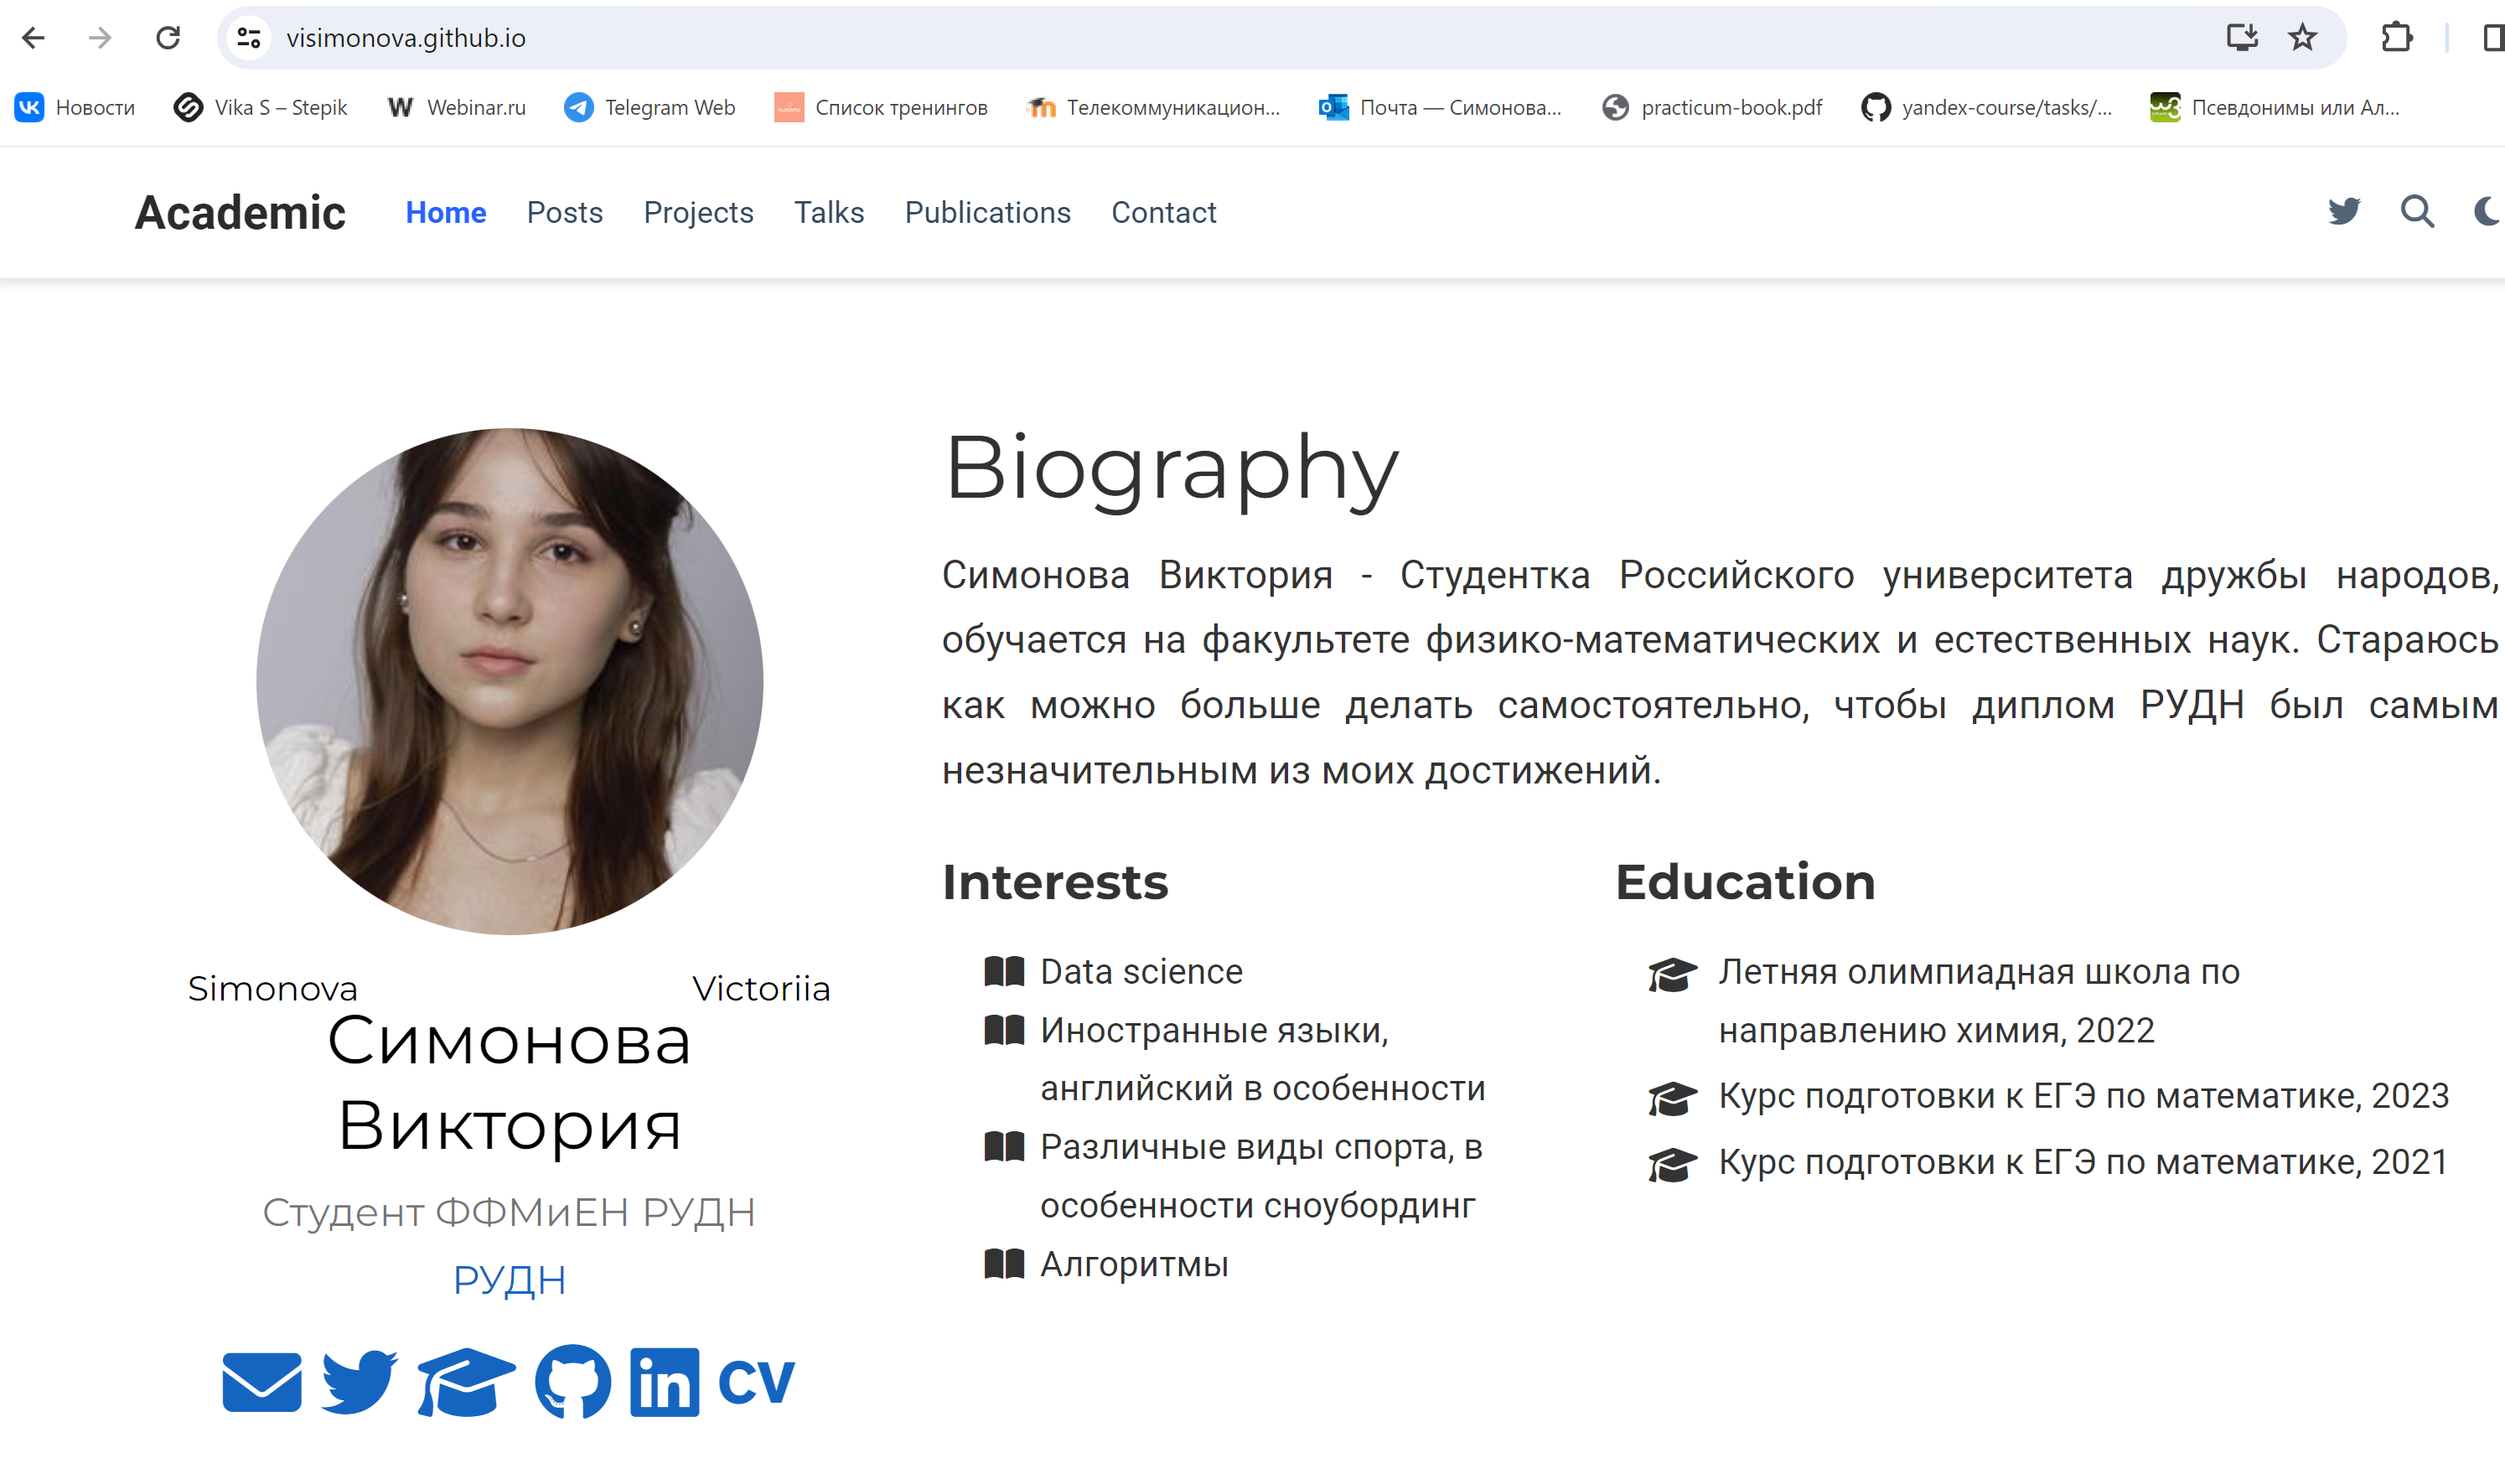 visimonova.github.io
Новости
Vika S – Stepik
Webinar.ru
Telegram Web
Список тренингов
Телекоммуникацион...
Почта — Симонова...
practicum-book.pdf
yandex-course/tasks/...
Псевдонимы или Ал...
Academic
Home
Posts
Projects
Talks
Publications
Contact
Simonova Victoriia
Симонова
Виктория
Студент ФФМиЕН РУДН
РУДН
CV
Biography
Симонова Виктория - Студентка Российского университета дружбы народов,
обучается на факультете физико-математических и естественных наук. Стараюсь
как можно больше делать самостоятельно, чтобы диплом РУДН был самым
незначительным из моих достижений.
Interests
Data science
Иностранные языки,
английский в особенности
Различные виды спорта, в
особенности сноубординг
Алгоритмы
Education
Летняя олимпиадная школа по
направлению химия, 2022
Курс подготовки к ЕГЭ по математике, 2023
Курс подготовки к ЕГЭ по математике, 2021